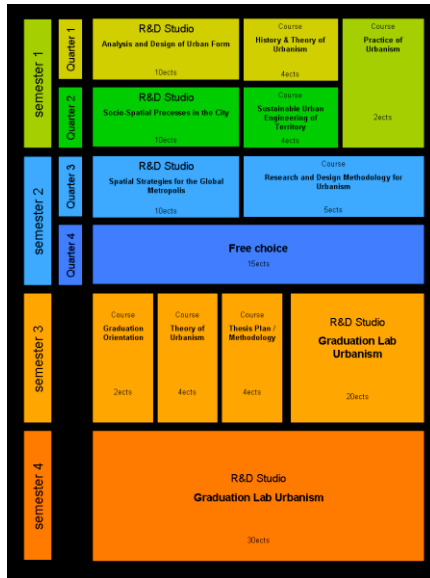 semester 1
Quarter 1
R&D Studio
Analysis and Design of Urban Form
10ects
Course
History & Theory of
Urbanism
4ects
Course
Practice of
Urbanism
2ects
Quarter 2
R&D Studio
Socio-Spatial Processes in the City
10ects
Course
Sustainable Urban
Engineering of
Territory
4ects
semester 2
Quarter 3
R&D Studio
Spatial Strategies for the Global
Metropolis
10ects
Course
Research and Design Methodology for
Urbanism
5ects
Quarter 4
Free choice
15ects
semester 3
Course
Graduation
Orientation
2ects
Course
Theory of
Urbanism
4ects
Course
Thesis Plan /
Methodology
4ects
R&D Studio
Graduation Lab
Urbanism
20ects
semester 4
R&D Studio
Graduation Lab Urbanism
30ects